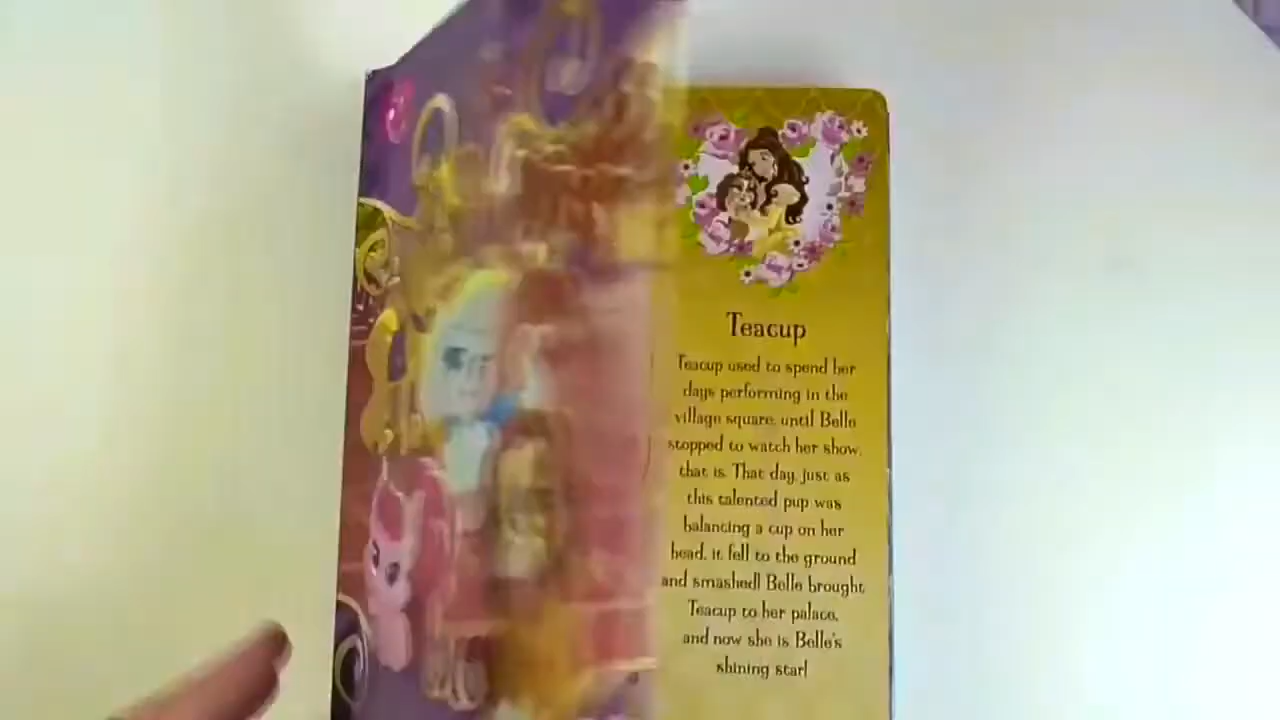 Teacup
Teacup used to spend her
days performing in the
village square, until Belle
stopped to watch her show,
that is. That day, just as
this talented pup was
balancing a cup on her
head, it fell to the ground
and smashed! Belle brought
Teacup to her palace,
and now she is Belle's
shining star!